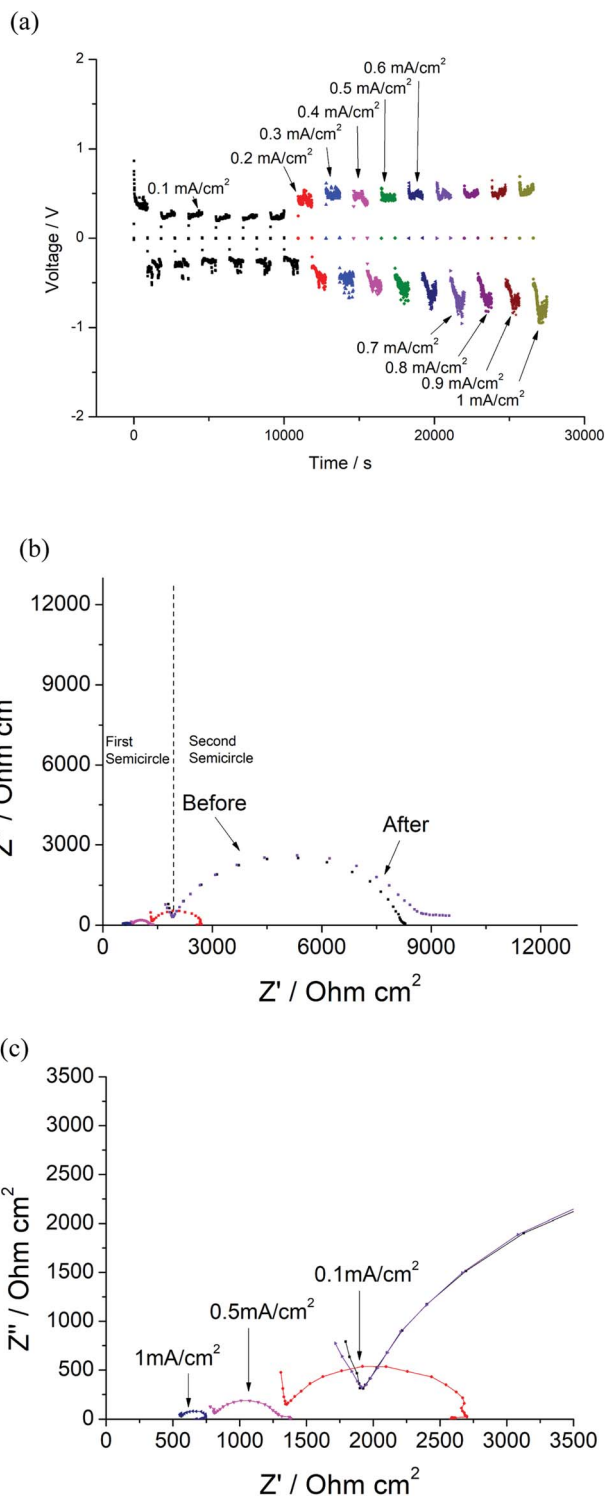 (a)
2
1
0
-1
-2
Voltage / V
0.1 mA/cm²
0.2 mA/cm²
0.3 mA/cm²
0.4 mA/cm²
0.5 mA/cm²
0.6 mA/cm²
0.7 mA/cm²
0.8 mA/cm²
0.9 mA/cm²
1 mA/cm²
0 10000 20000 30000
Time / s
(b)
12000
9000
6000
3000
0
/ Ohm cm
First Semicircle
Second Semicircle
Before
After
0 3000 6000 9000 12000
Z' / Ohm cm²
(c)
3500
3000
2500
2000
1500
1000
500
0
Z'' / Ohm cm²
1mA/cm²
0.5mA/cm²
0.1mA/cm²
0 500 1000 1500 2000 2500 3000 3500
Z' / Ohm cm²